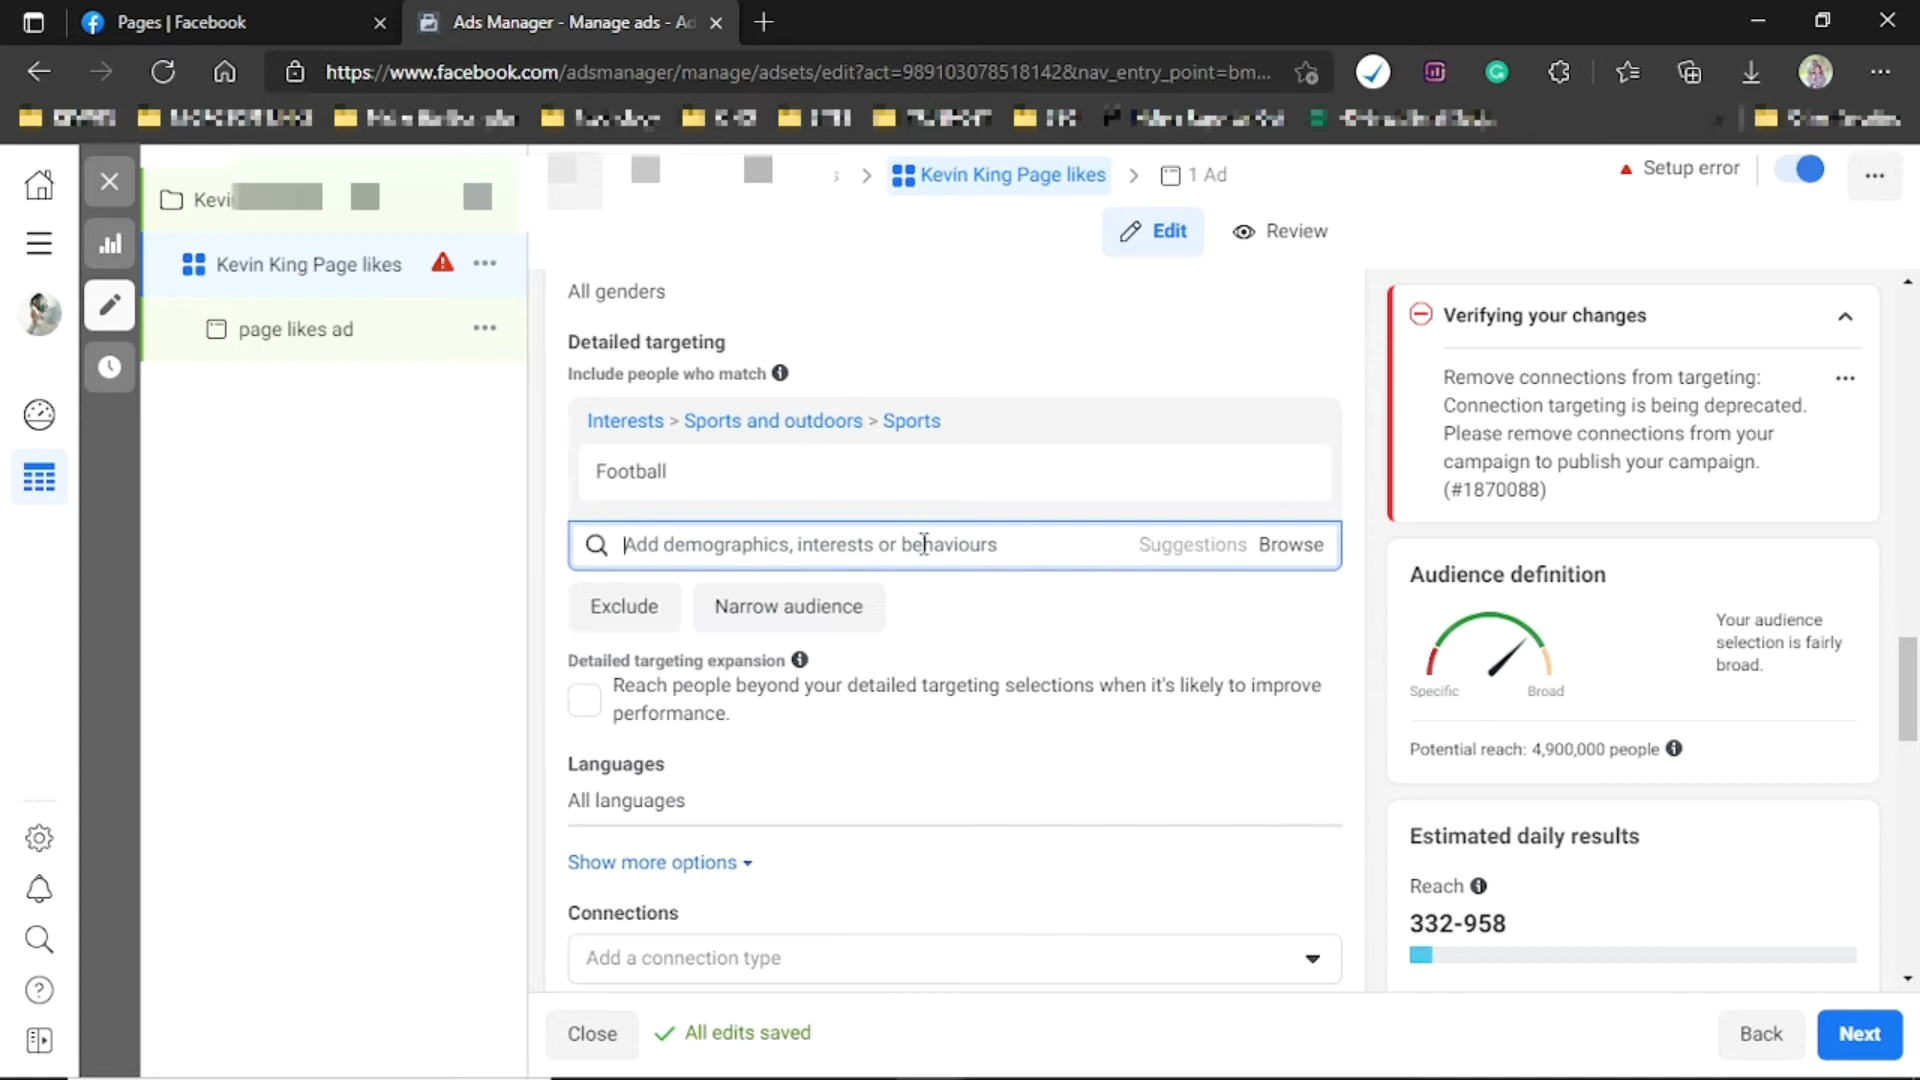 Pages | Facebook
Ads Manager - Manage ads - Ad
https://www.facebook.com/adsmanager/manage/adsets/edit?act=989103078518142&nav_entry_point=bm...
Kevin King Page likes
1 Ad
Setup error
Kevi
Edit
Review
Kevin King Page likes
page likes ad
All genders
Detailed targeting
Include people who match
Interests > Sports and outdoors > Sports
Football
Add demographics, interests or behaviours
Suggestions
Browse
Exclude
Narrow audience
Detailed targeting expansion
Reach people beyond your detailed targeting selections when it's likely to improve
performance.
Languages
All languages
Show more options
Connections
Add a connection type
Close
All edits saved
Back
Next
Verifying your changes
Remove connections from targeting:
Connection targeting is being deprecated.
Please remove connections from your
campaign to publish your campaign.
(#1870088)
Audience definition
Your audience
selection is fairly
broad.
Specific
Broad
Potential reach: 4,900,000 people
Estimated daily results
Reach
332-958